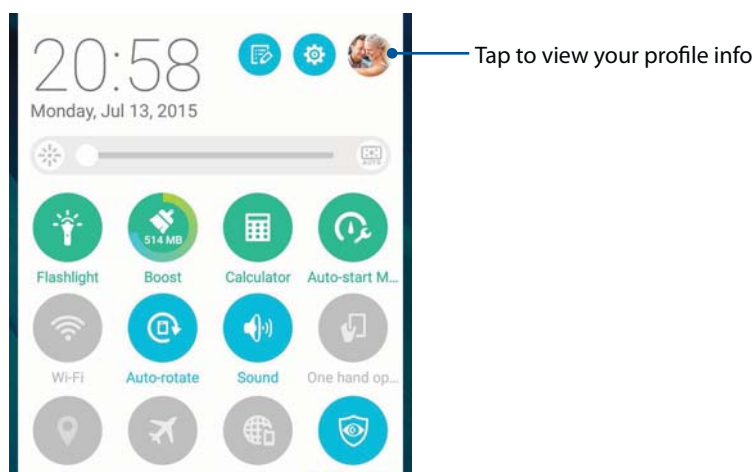 20:58
Tap to view your profile info
Monday, Jul 13, 2015
AUTO
514 MB
Flashlight
Boost
Calculator
Auto-start M...
Wi-Fi
Auto-rotate
Sound
One hand op...